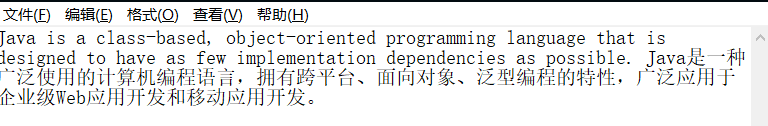 文件(F) 编辑(E) 格式(O) 查看(V) 帮助(H)
Java is a class-based, object-oriented programming language that is
designed to have as few implementation dependencies as possible. Java是一种
广泛使用的计算机编程语言，拥有跨平台、面向对象、泛型编程的特性，广泛应用于
企业级Web应用开发和移动应用开发。